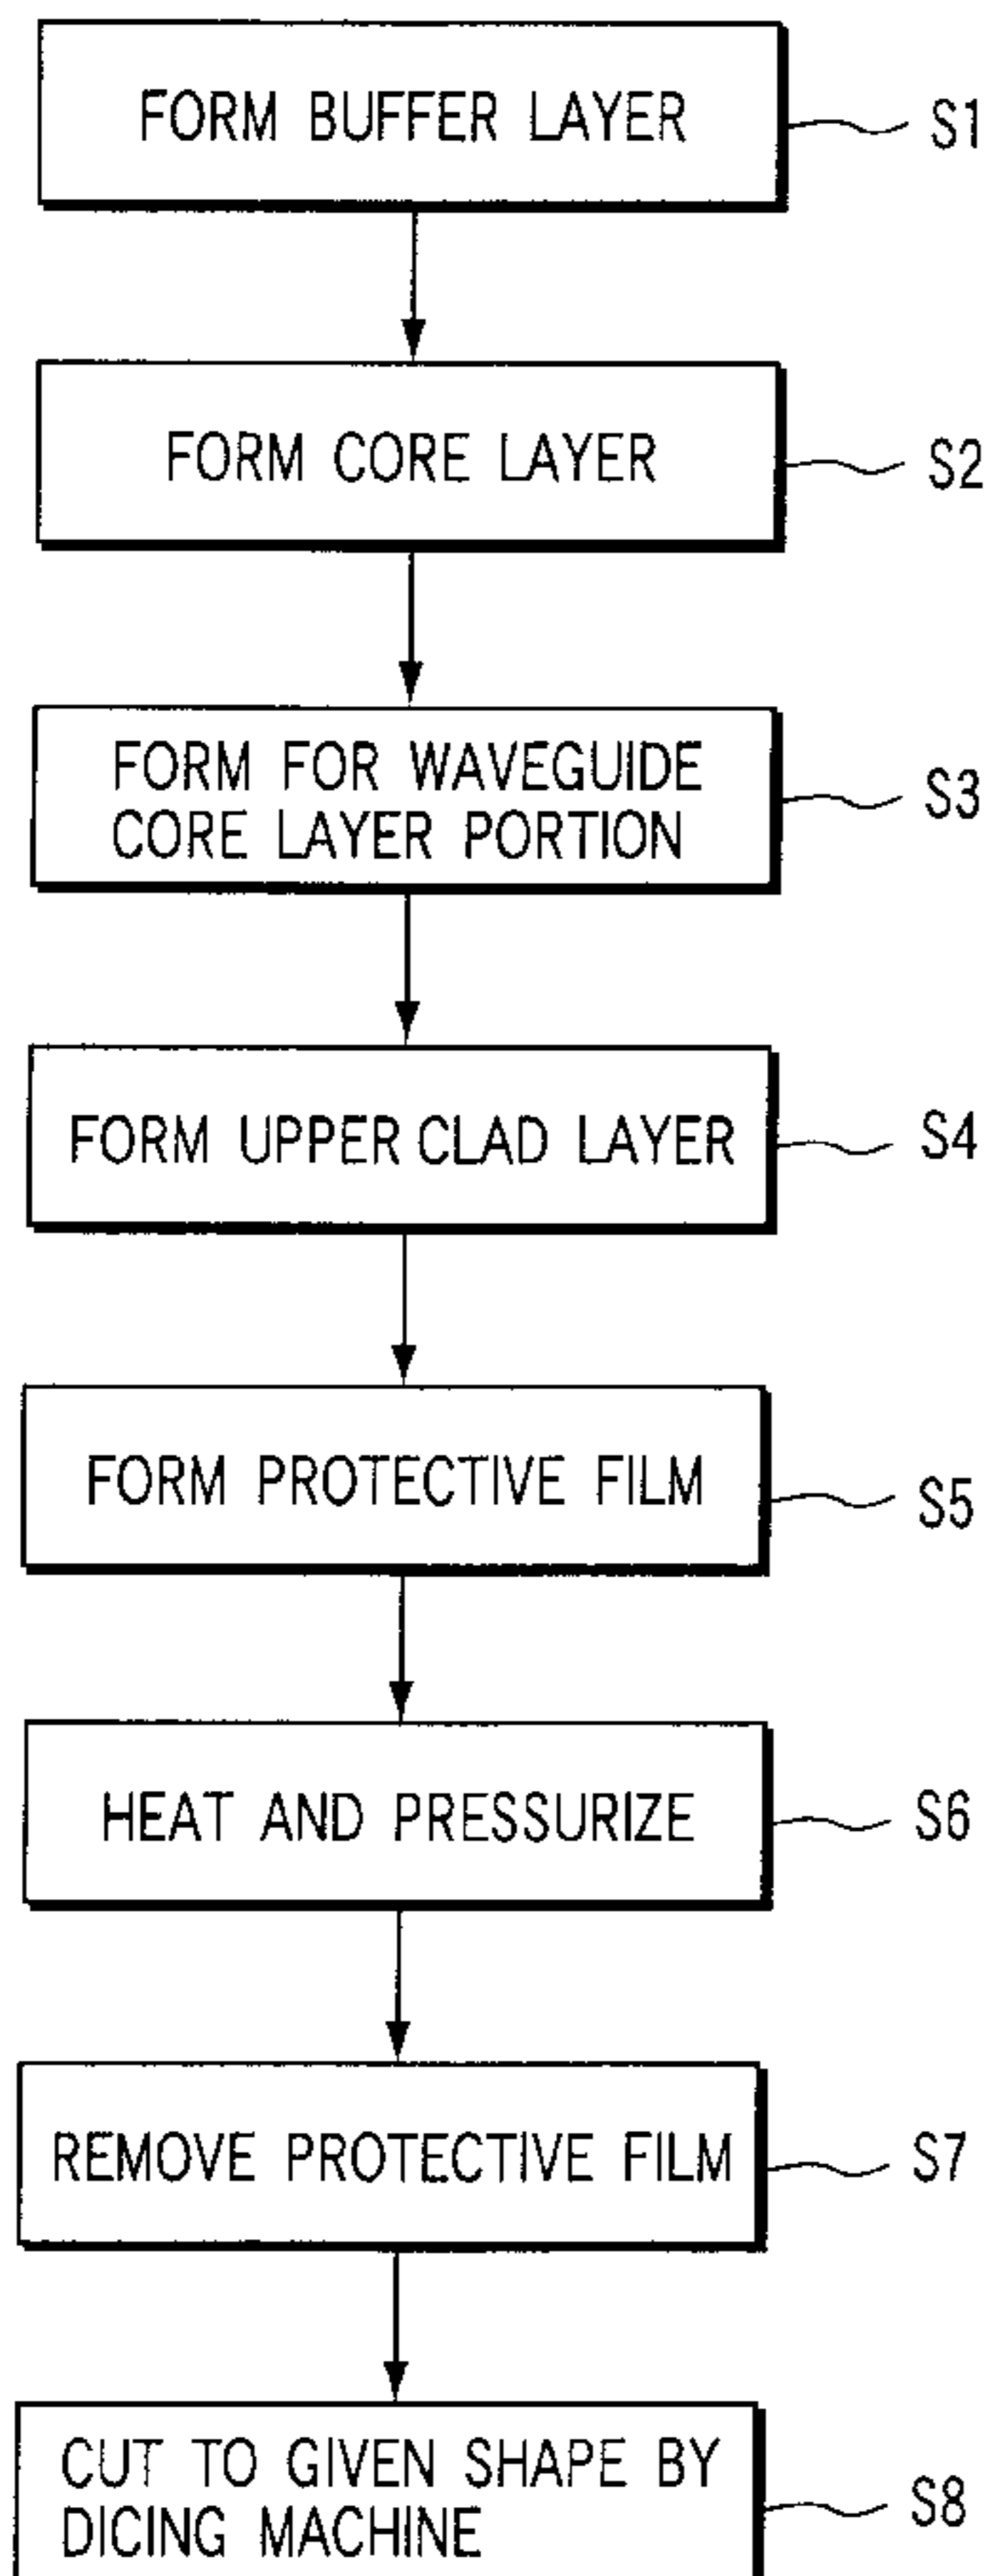 FORM BUFFER LAYER
S1
FORM CORE LAYER
S2
FORM FOR WAVEGUIDE
CORE LAYER PORTION
S3
FORM UPPER CLAD LAYER
S4
FORM PROTECTIVE FILM
S5
HEAT AND PRESSURIZE
S6
REMOVE PROTECTIVE FILM
S7
CUT TO GIVEN SHAPE BY
DICING MACHINE
S8